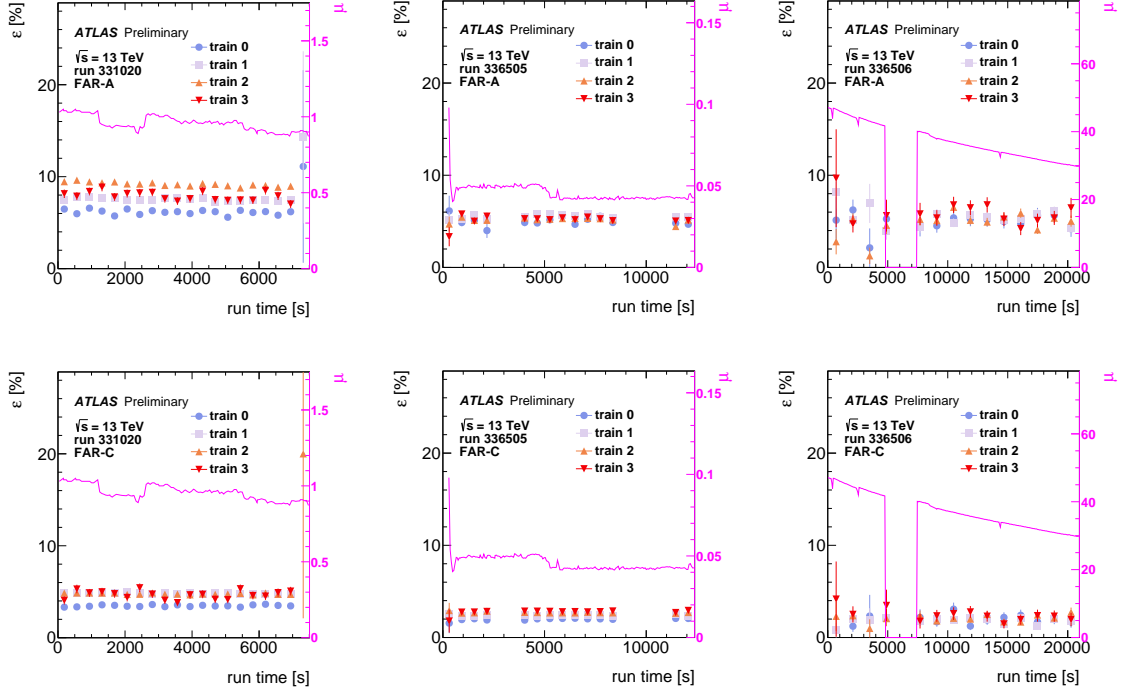 ε [%]
μ
ATLAS Preliminary
√s = 13 TeV
run 331020
FAR-A
train 0
train 1
train 2
train 3
0
10
20
0
0.5
1
1.5
0 2000 4000 6000
run time [s]
ε [%]
μ
ATLAS Preliminary
√s = 13 TeV
run 336505
FAR-A
train 0
train 1
train 2
train 3
0
10
20
0
0.05
0.1
0.15
0 5000 10000
run time [s]
ε [%]
μ
ATLAS Preliminary
√s = 13 TeV
run 336506
FAR-A
train 0
train 1
train 2
train 3
0
10
20
0
20
40
60
0 5000 10000 15000 20000
run time [s]
ε [%]
μ
ATLAS Preliminary
√s = 13 TeV
run 331020
FAR-C
train 0
train 1
train 2
train 3
0
10
20
0
0.5
1
1.5
0 2000 4000 6000
run time [s]
ε [%]
μ
ATLAS Preliminary
√s = 13 TeV
run 336505
FAR-C
train 0
train 1
train 2
train 3
0
10
20
0
0.05
0.1
0.15
0 5000 10000
run time [s]
ε [%]
μ
ATLAS Preliminary
√s = 13 TeV
run 336506
FAR-C
train 0
train 1
train 2
train 3
0
10
20
0
20
40
60
0 5000 10000 15000 20000
run time [s]